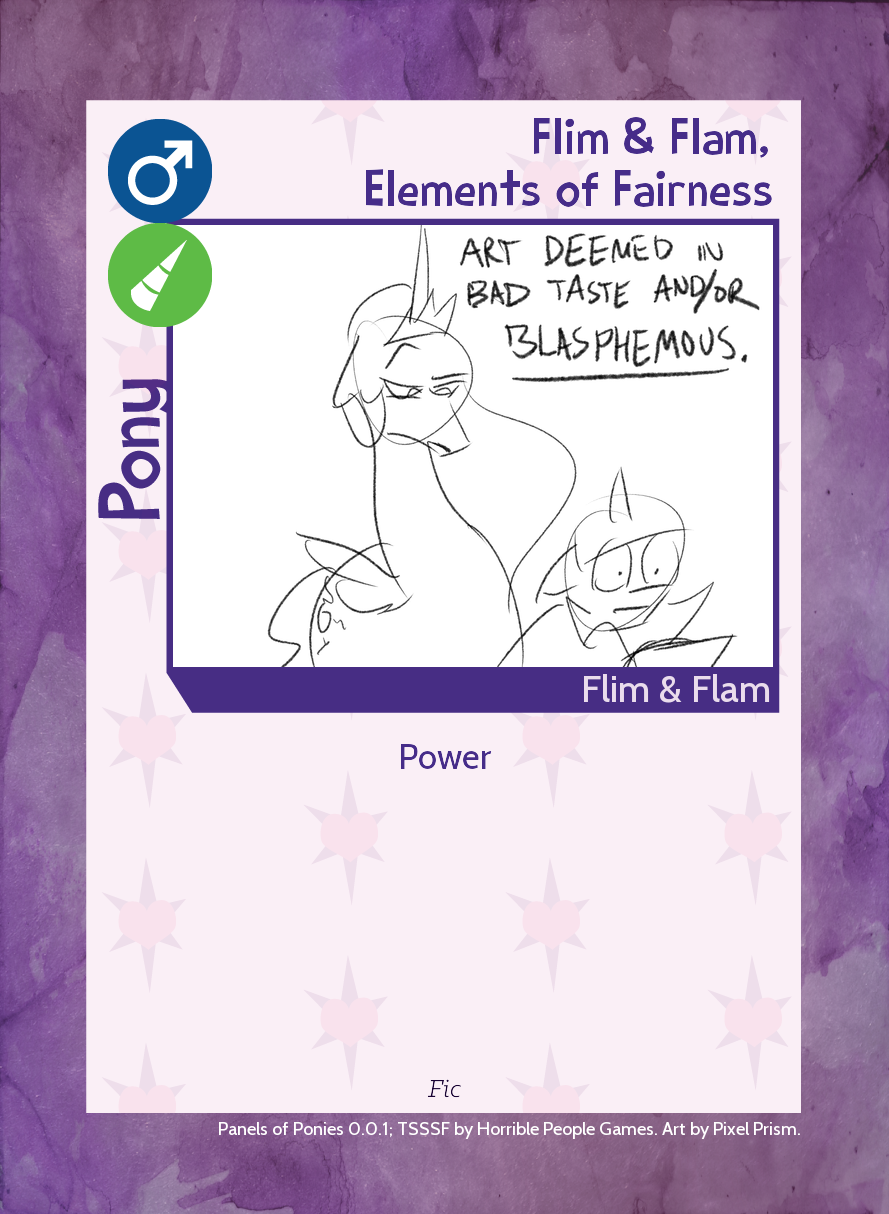 Flim & Flam,
Elements of Fairness
ART DEEMED IN
BAD TASTE AND/OR
BLASPHEMOUS.
Pony
Flim & Flam
Power
Fic
Panels of Ponies 0.0.1; TSSSF by Horrible People Games. Art by Pixel Prism.